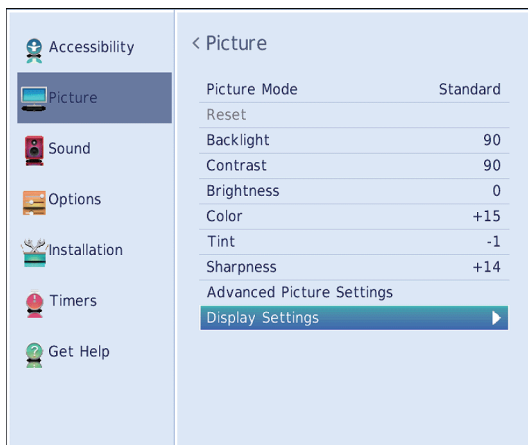 Accessibility
Picture
Sound
Options
Installation
Timers
Get Help
< Picture
Picture Mode Standard
Reset
Backlight 90
Contrast 90
Brightness 0
Color +15
Tint -1
Sharpness +14
Advanced Picture Settings
Display Settings